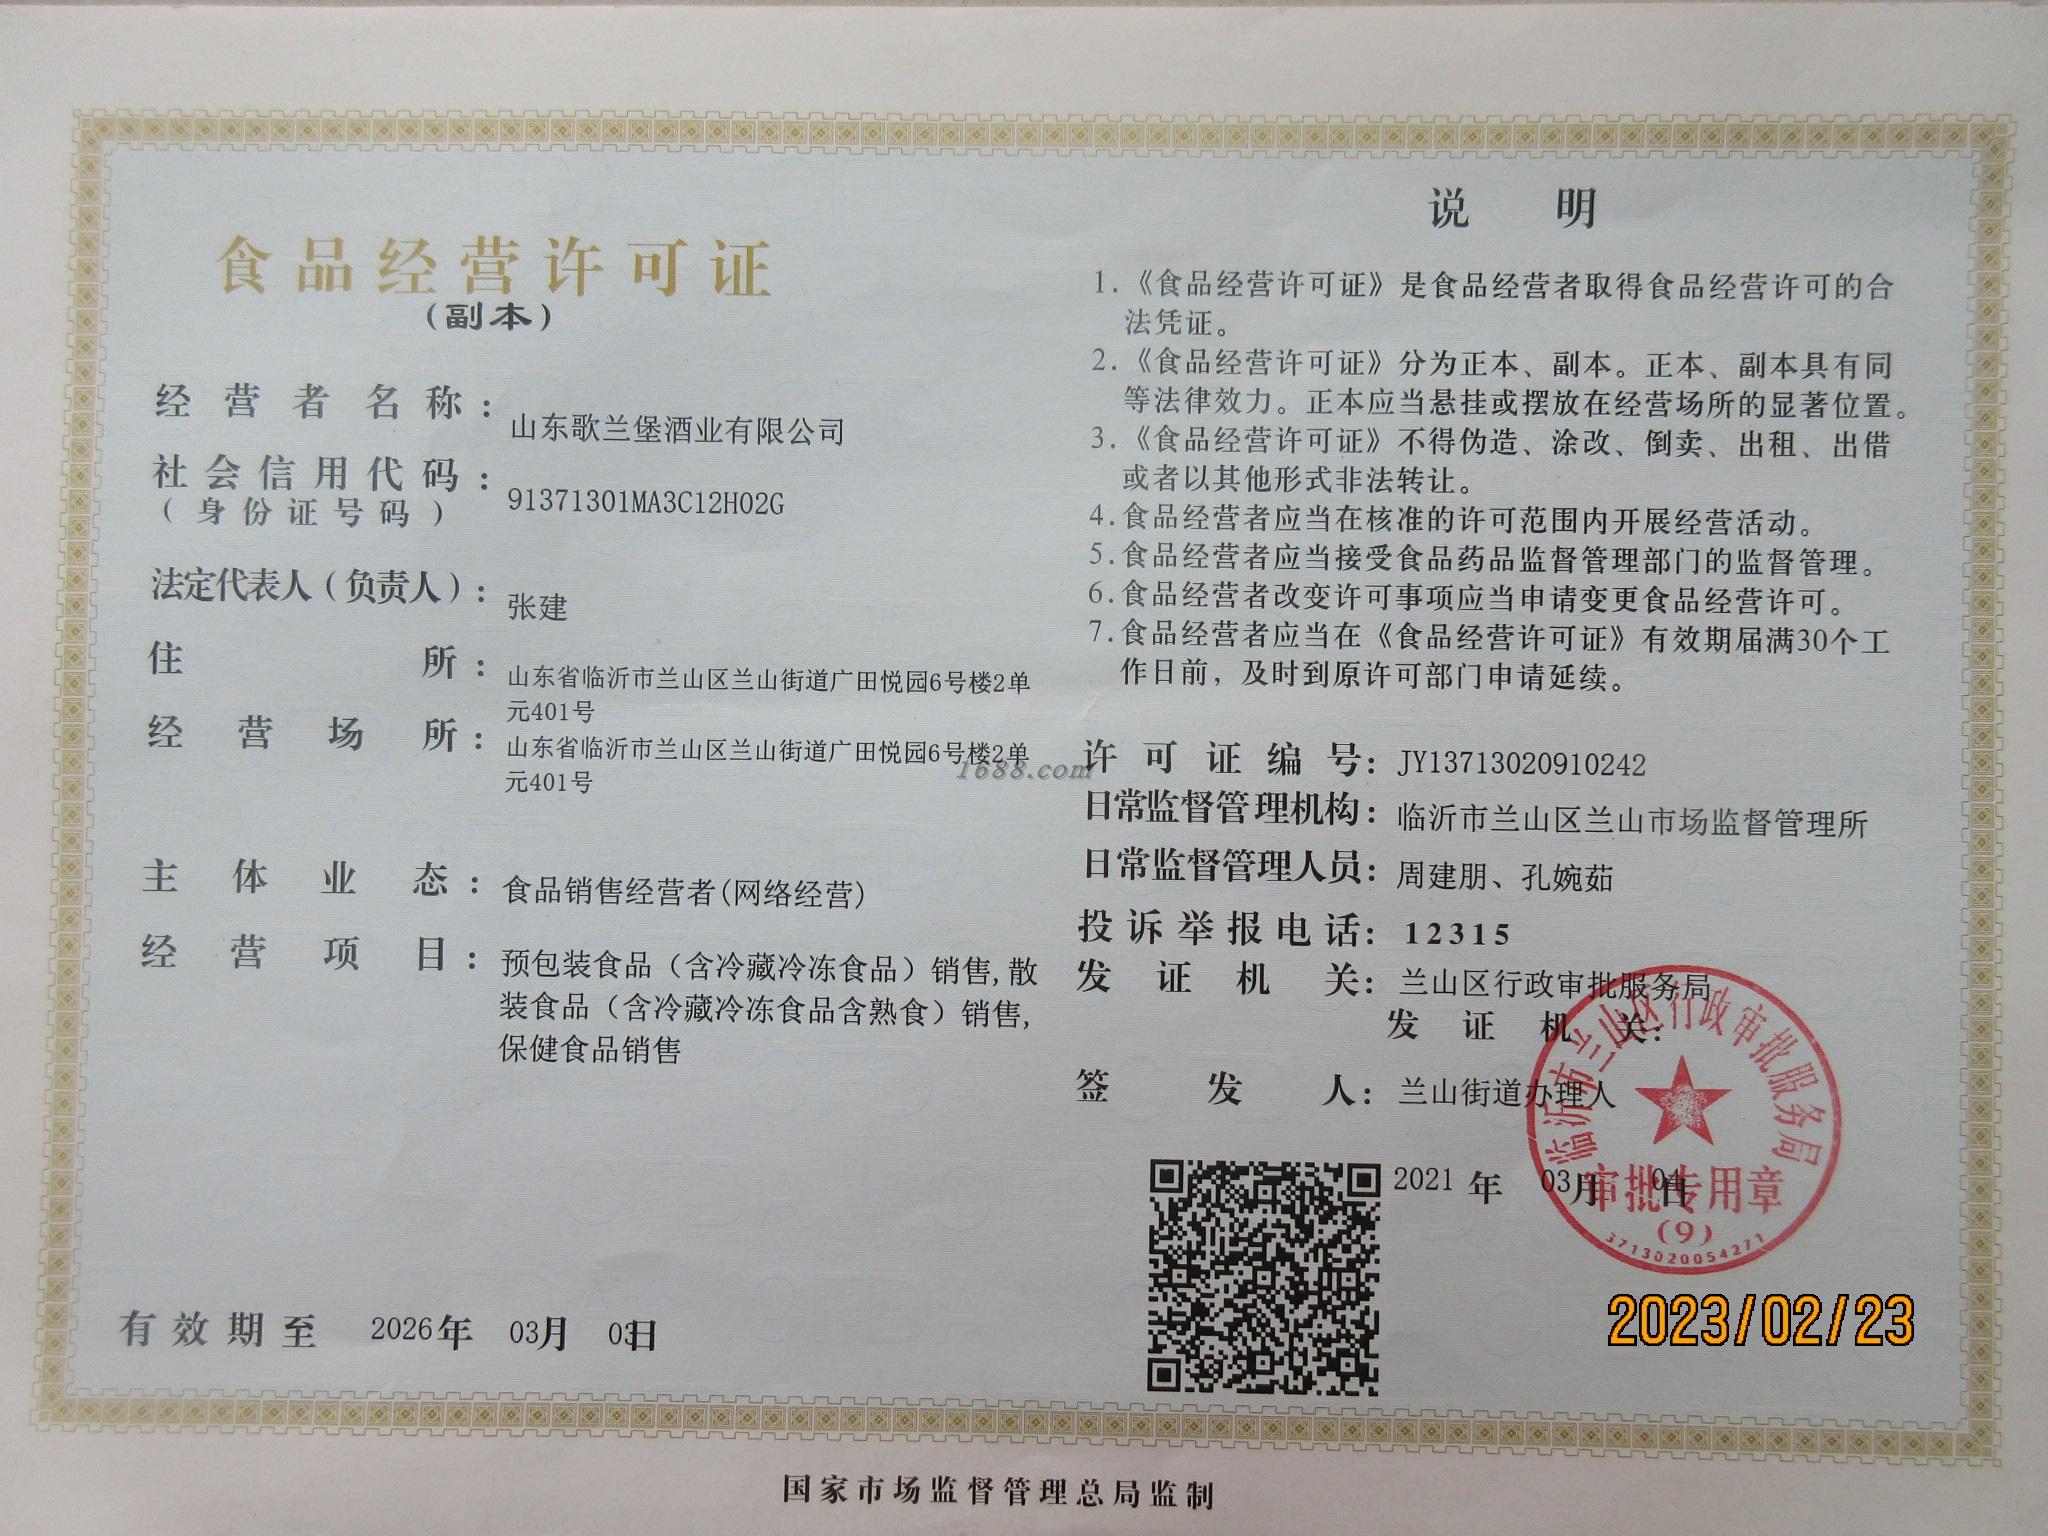 食品经营许可证
(副本)
经营者名称：山东歌兰堡酒业有限公司
社会信用代码：91371301MA3C12H02G
(身份证号码)
法定代表人(负责人)：张建
住所：山东省临沂市兰山区兰山街道广田悦园6号楼2单
元401号
经营场所：山东省临沂市兰山区兰山街道广田悦园6号楼2单
元401号
主体业态：食品销售经营者(网络经营)
经营项目：预包装食品（含冷藏冷冻食品）销售,散
装食品（含冷藏冷冻食品含熟食）销售,
保健食品销售
有效期至 2026年 03月 03日
说明
1.《食品经营许可证》是食品经营者取得食品经营许可的合
法凭证。
2.《食品经营许可证》分为正本、副本。正本、副本具有同
等法律效力。正本应当悬挂或摆放在经营场所的显著位置。
3.《食品经营许可证》不得伪造、涂改、倒卖、出租、出借
或者以其他形式非法转让。
4.食品经营者应当在核准的许可范围内开展经营活动。
5.食品经营者应当接受食品药品监督管理部门的监督管理。
6.食品经营者改变许可事项应当申请变更食品经营许可。
7.食品经营者应当在《食品经营许可证》有效期届满30个工
作日前，及时到原许可部门申请延续。
1688.com
许可证编号：JY13713020910242
日常监督管理机构：临沂市兰山区兰山市场监督管理所
日常监督管理人员：周建朋、孔婉茹
投诉举报电话：12315
发证机关：兰山区行政审批服务局
发证机关：
签发人：兰山街道办理人
2021年 03月 04日
临沂市兰山区行政审批服务局
审批专用章
(9)
3713020054271
2023/02/23
国家市场监督管理总局监制